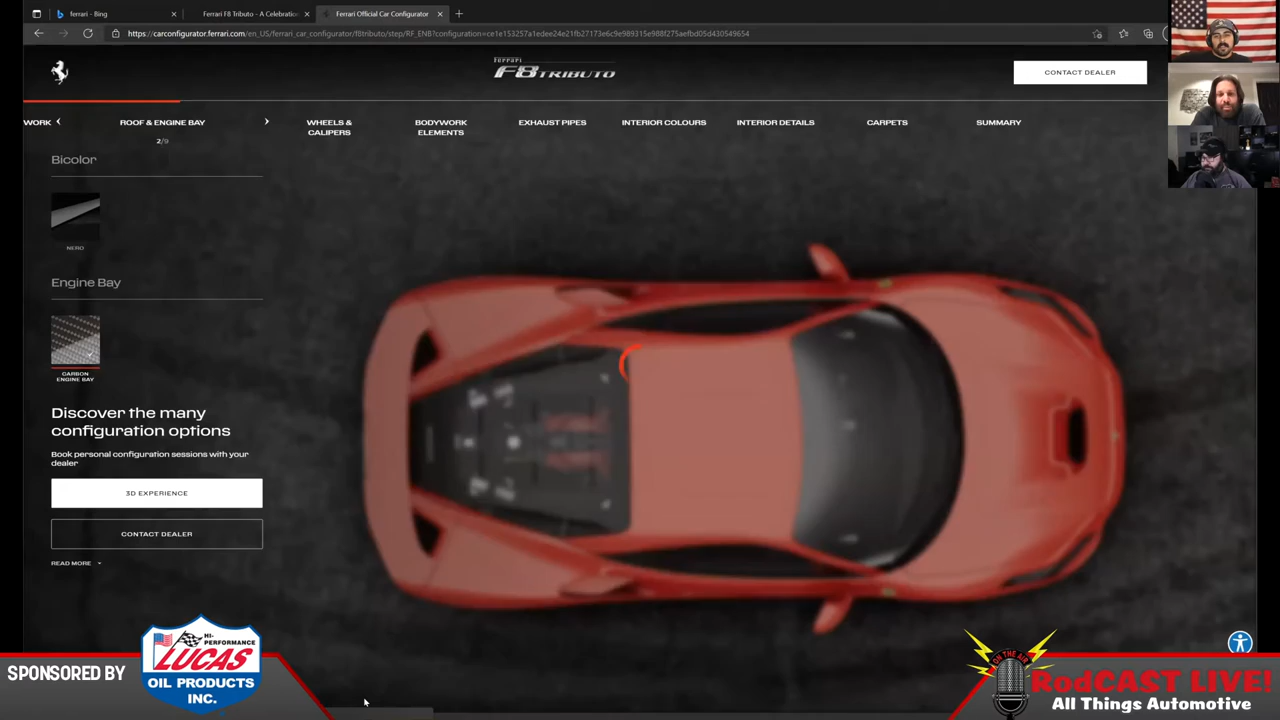 ferrari - Bing
Ferrari F8 Tributo - A Celebration
Ferrari Official Car Configurator
https://carconfigurator.ferrari.com/en_US/ferrari_car_configurator/f8tributo/step/RF_ENB?configuration=ce1e153257a1edee24e21fb27173e6c9e989315e988f275aefbd05d430549654
Ferrari
F8 TRIBUTO
CONTACT DEALER
WORK
ROOF & ENGINE BAY
2/9
WHEELS &
CALIPERS
BODYWORK
ELEMENTS
EXHAUST PIPES
INTERIOR COLOURS
INTERIOR DETAILS
CARPETS
SUMMARY
Bicolor
NERO
Engine Bay
CARBON
ENGINE BAY
Discover the many
configuration options
Book personal configuration sessions with your
dealer
3D EXPERIENCE
CONTACT DEALER
READ MORE
SPONSORED BY
HI-
PERFORMANCE
LUCAS
OIL PRODUCTS
INC.
ON THE AIR
RodCAST LIVE!
All Things Automotive